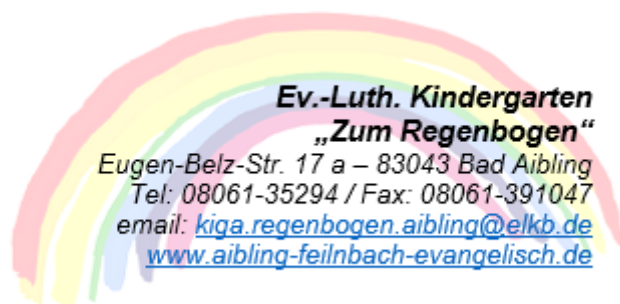 Ev.-Luth. Kindergarten
„Zum Regenbogen“
Eugen-Belz-Str. 17 a – 83043 Bad Aibling
Tel: 08061-35294 / Fax: 08061-391047
email: kiga.regenbogen.aibling@elkb.de
www.aibling-feilnbach-evangelisch.de